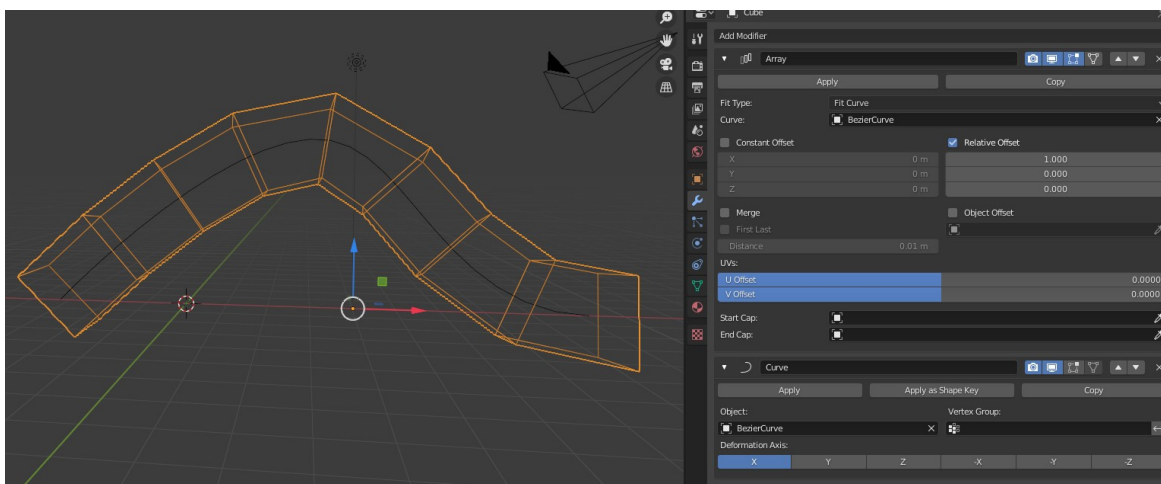 Cube
Add Modifier
Array
Apply Copy
Fit Type: Fit Curve
Curve: BezierCurve
Constant Offset Relative Offset
X 0 m 1.000
Y 0 m 0.000
Z 0 m 0.000
Merge Object Offset
First Last
Distance 0.01 m
UVs:
U Offset 0.0000
V Offset 0.0000
Start Cap:
End Cap:
Curve
Apply Apply as Shape Key Copy
Object: Vertex Group:
BezierCurve
Deformation Axis:
X Y Z -X -Y -Z